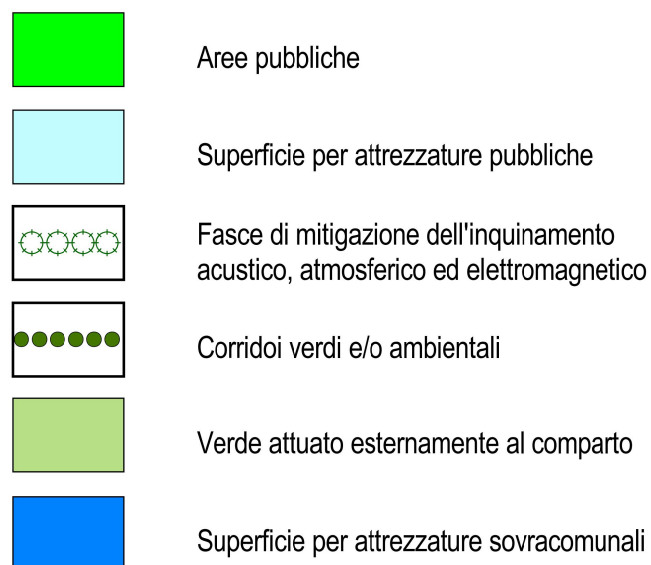 Aree pubbliche
Superficie per attrezzature pubbliche
Fasce di mitigazione dell'inquinamento
acustico, atmosferico ed elettromagnetico
Corridoi verdi e/o ambientali
Verde attuato esternamente al comparto
Superficie per attrezzature sovracomunali